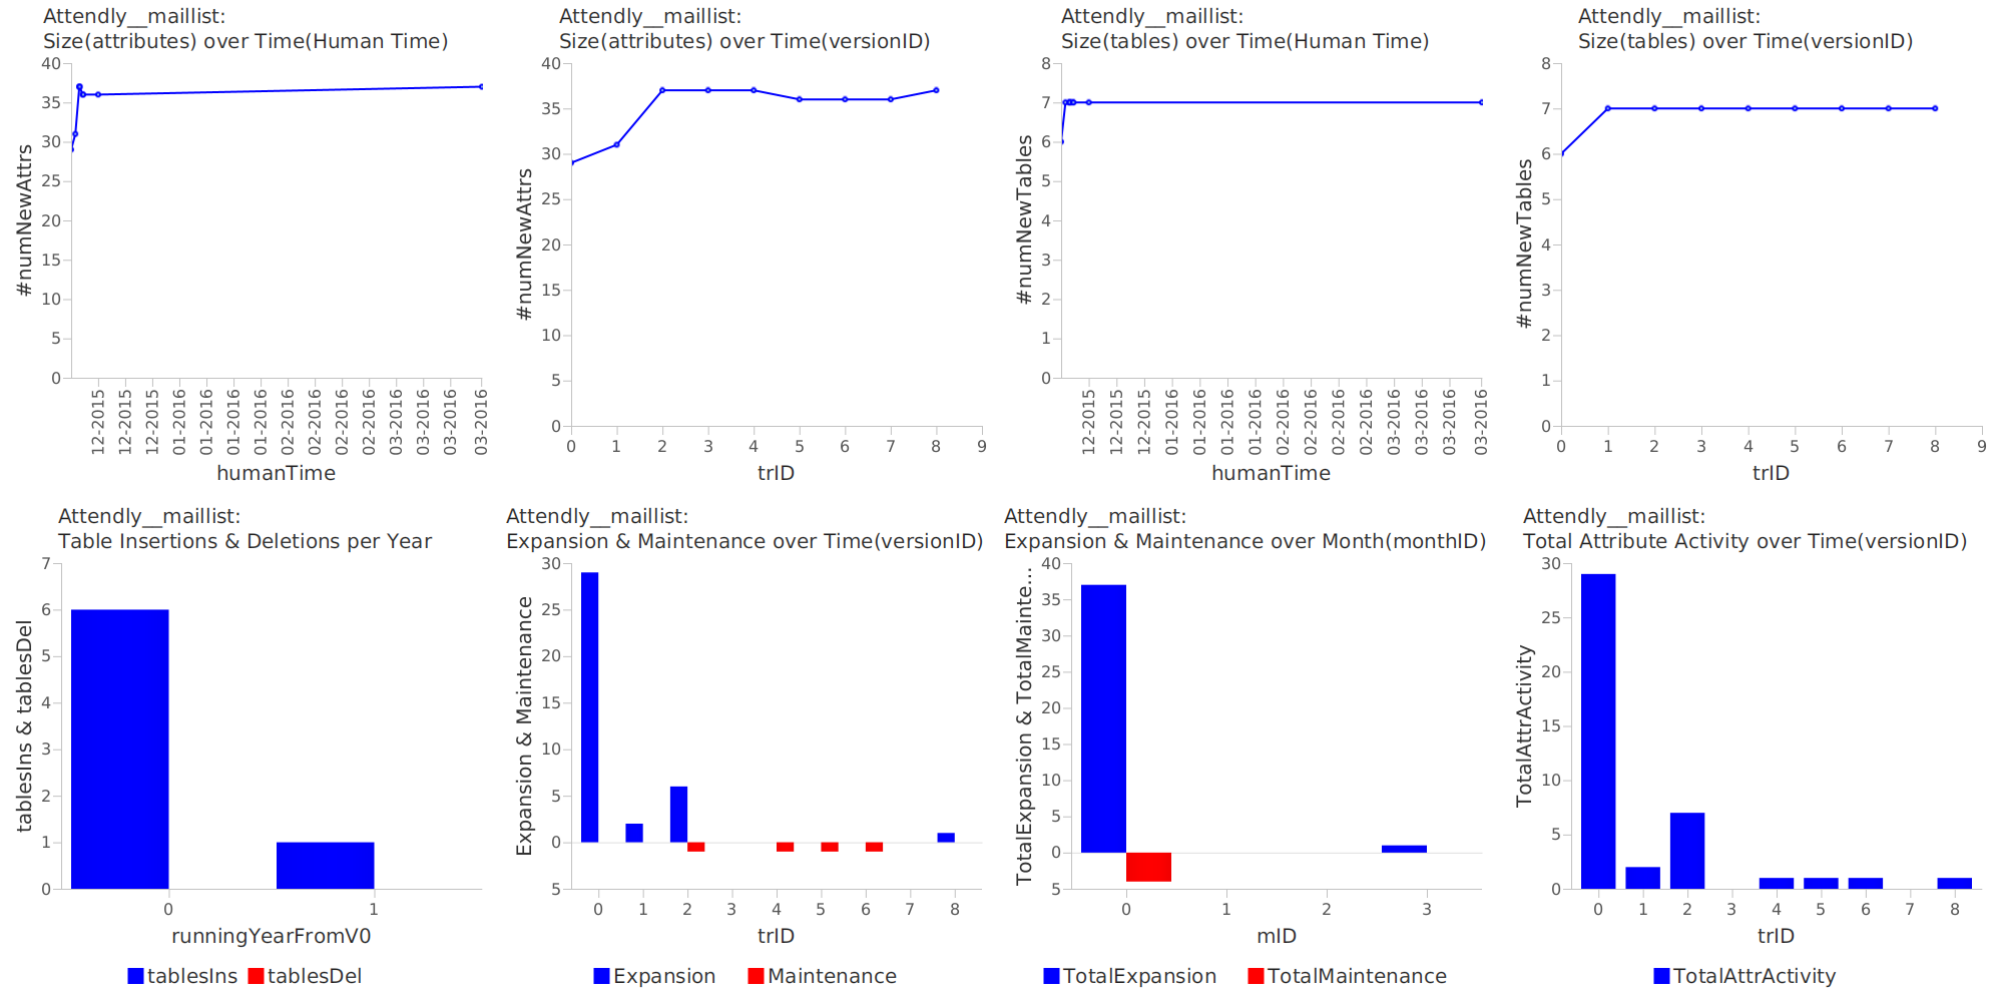 Attendly__maillist:
Size(attributes) over Time(Human Time)
40
35
30
25
20
15
10
5
0
#numNewAttrs
12-2015
12-2015
12-2015
01-2016
01-2016
01-2016
01-2016
02-2016
02-2016
02-2016
02-2016
03-2016
03-2016
03-2016
03-2016
humanTime
Attendly__maillist:
Size(attributes) over Time(versionID)
40
35
30
25
20
15
10
5
0
#numNewAttrs
0 1 2 3 4 5 6 7 8 9
trID
Attendly__maillist:
Size(tables) over Time(Human Time)
8
7
6
5
4
3
2
1
0
#numNewTables
12-2015
12-2015
12-2015
01-2016
01-2016
01-2016
01-2016
02-2016
02-2016
02-2016
02-2016
03-2016
03-2016
03-2016
03-2016
humanTime
Attendly__maillist:
Size(tables) over Time(versionID)
8
7
6
5
4
3
2
1
0
#numNewTables
0 1 2 3 4 5 6 7 8 9
trID
Attendly__maillist:
Table Insertions & Deletions per Year
7
6
5
4
3
2
1
0
tablesIns & tablesDel
0 1
runningYearFromV0
tablesIns tablesDel
Attendly__maillist:
Expansion & Maintenance over Time(versionID)
30
25
20
15
10
5
0
5
Expansion & Maintenance
0 1 2 3 4 5 6 7 8
trID
Expansion Maintenance
Attendly__maillist:
Expansion & Maintenance over Month(monthID)
40
35
30
25
20
15
10
5
0
5
TotalExpansion & TotalMainte...
0 1 2 3
mID
TotalExpansion TotalMaintenance
Attendly__maillist:
Total Attribute Activity over Time(versionID)
30
25
20
15
10
5
0
TotalAttrActivity
0 1 2 3 4 5 6 7 8
trID
TotalAttrActivity